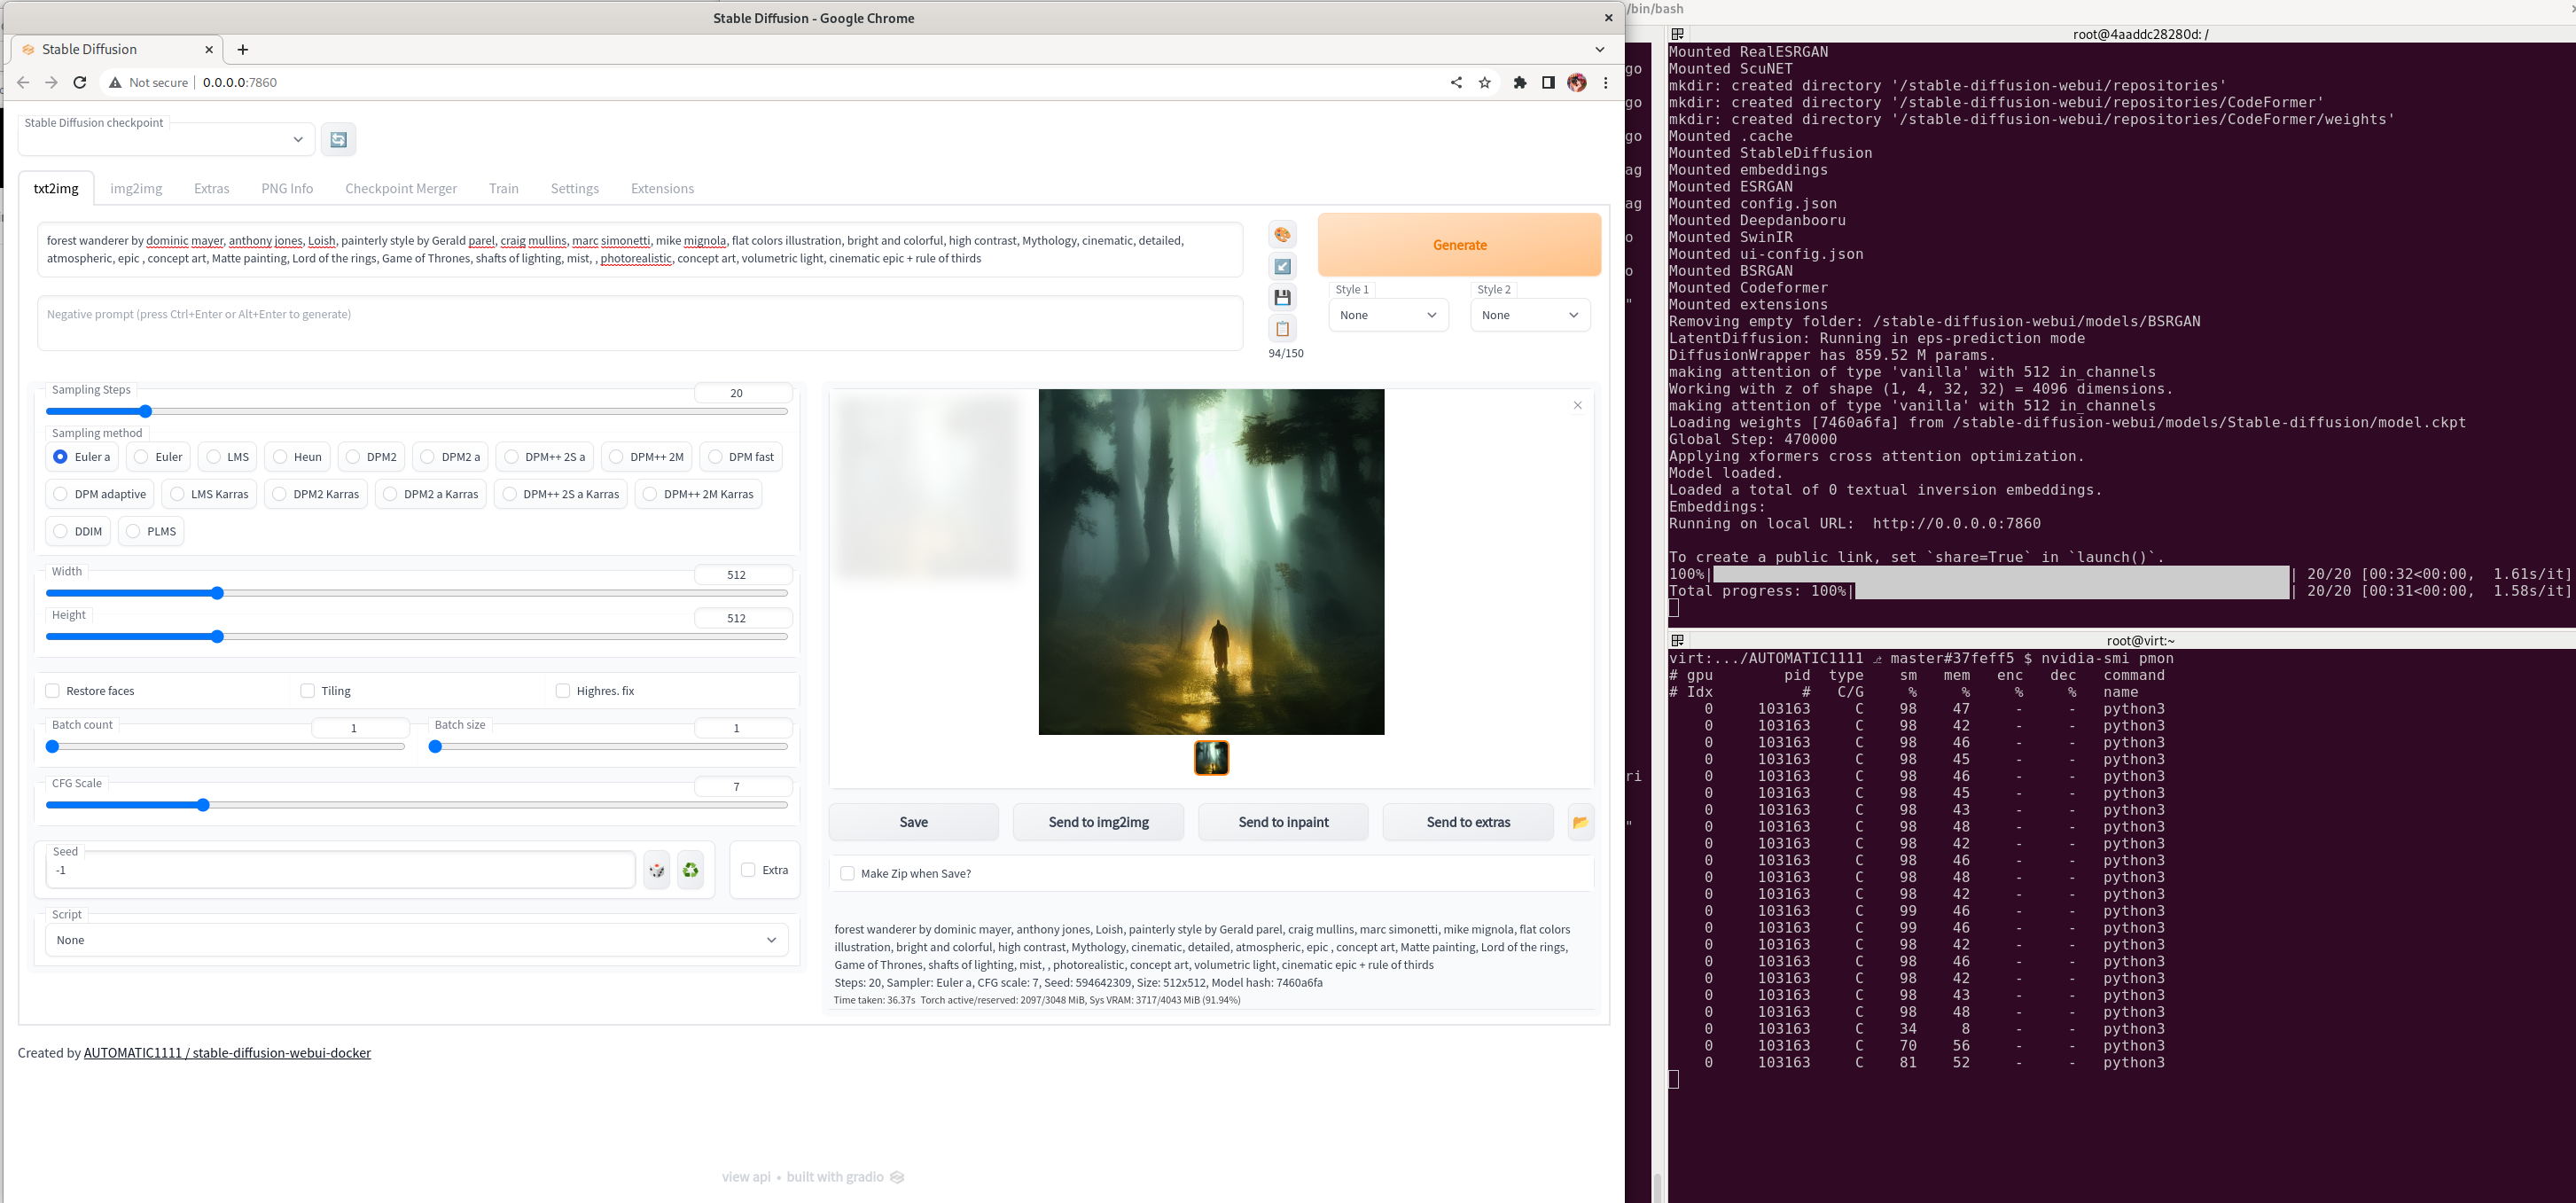 Stable Diffusion - Google Chrome
Stable Diffusion
Not secure | 0.0.0.0:7860
Stable Diffusion checkpoint
txt2img img2img Extras PNG Info Checkpoint Merger Train Settings Extensions
forest wanderer by dominic mayer, anthony jones, Loish, painterly style by Gerald parel, craig mullins, marc simonetti, mike mignola, flat colors illustration, bright and colorful, high contrast, Mythology, cinematic, detailed,
atmospheric, epic , concept art, Matte painting, Lord of the rings, Game of Thrones, shafts of lighting, mist, , photorealistic, concept art, volumetric light, cinematic epic + rule of thirds
Generate
Negative prompt (press Ctrl+Enter or Alt+Enter to generate)
Style 1 Style 2
None None
94/150
Sampling Steps 20
Sampling method
Euler a Euler LMS Heun DPM2 DPM2 a DPM++ 2S a DPM++ 2M DPM fast
DPM adaptive LMS Karras DPM2 Karras DPM2 a Karras DPM++ 2S a Karras DPM++ 2M Karras
DDIM PLMS
Width 512
Height 512
Restore faces Tiling Highres. fix
Batch count 1 Batch size 1
CFG Scale 7
Seed
-1
Extra
Script
None
Save Send to img2img Send to inpaint Send to extras
Make Zip when Save?
forest wanderer by dominic mayer, anthony jones, Loish, painterly style by Gerald parel, craig mullins, marc simonetti, mike mignola, flat colors
illustration, bright and colorful, high contrast, Mythology, cinematic, detailed, atmospheric, epic , concept art, Matte painting, Lord of the rings,
Game of Thrones, shafts of lighting, mist, , photorealistic, concept art, volumetric light, cinematic epic + rule of thirds
Steps: 20, Sampler: Euler a, CFG scale: 7, Seed: 594642309, Size: 512x512, Model hash: 7460a6fa
Time taken: 36.37s Torch active/reserved: 2097/3048 MiB, Sys VRAM: 3717/4043 MiB (91.94%)
Created by AUTOMATIC1111 / stable-diffusion-webui-docker
view api • built with gradio
/bin/bash
go
go
go
ag
ag
o
o
"
ri
"
root@4aaddc28280d: /
Mounted RealESRGAN
Mounted ScuNET
mkdir: created directory '/stable-diffusion-webui/repositories'
mkdir: created directory '/stable-diffusion-webui/repositories/CodeFormer'
mkdir: created directory '/stable-diffusion-webui/repositories/CodeFormer/weights'
Mounted .cache
Mounted StableDiffusion
Mounted embeddings
Mounted ESRGAN
Mounted config.json
Mounted Deepdanbooru
Mounted SwinIR
Mounted ui-config.json
Mounted BSRGAN
Mounted Codeformer
Mounted extensions
Removing empty folder: /stable-diffusion-webui/models/BSRGAN
LatentDiffusion: Running in eps-prediction mode
DiffusionWrapper has 859.52 M params.
making attention of type 'vanilla' with 512 in_channels
Working with z of shape (1, 4, 32, 32) = 4096 dimensions.
making attention of type 'vanilla' with 512 in_channels
Loading weights [7460a6fa] from /stable-diffusion-webui/models/Stable-diffusion/model.ckpt
Global Step: 470000
Applying xformers cross attention optimization.
Model loaded.
Loaded a total of 0 textual inversion embeddings.
Embeddings:
Running on local URL:  http://0.0.0.0:7860
To create a public link, set `share=True` in `launch()`.
100%| | 20/20 [00:32<00:00,  1.61s/it]
Total progress: 100%| | 20/20 [00:31<00:00,  1.58s/it]
root@virt:~
virt:.../AUTOMATIC1111 master#37feff5 $ nvidia-smi pmon
# gpu pid type sm mem enc dec command
# Idx # C/G % % % % name
0 103163 C 98 47 - - python3
0 103163 C 98 42 - - python3
0 103163 C 98 46 - - python3
0 103163 C 98 45 - - python3
0 103163 C 98 46 - - python3
0 103163 C 98 45 - - python3
0 103163 C 98 43 - - python3
0 103163 C 98 48 - - python3
0 103163 C 98 42 - - python3
0 103163 C 98 46 - - python3
0 103163 C 98 48 - - python3
0 103163 C 98 42 - - python3
0 103163 C 99 46 - - python3
0 103163 C 99 46 - - python3
0 103163 C 98 42 - - python3
0 103163 C 98 46 - - python3
0 103163 C 98 42 - - python3
0 103163 C 98 43 - - python3
0 103163 C 98 48 - - python3
0 103163 C 34 8 - - python3
0 103163 C 70 56 - - python3
0 103163 C 81 52 - - python3